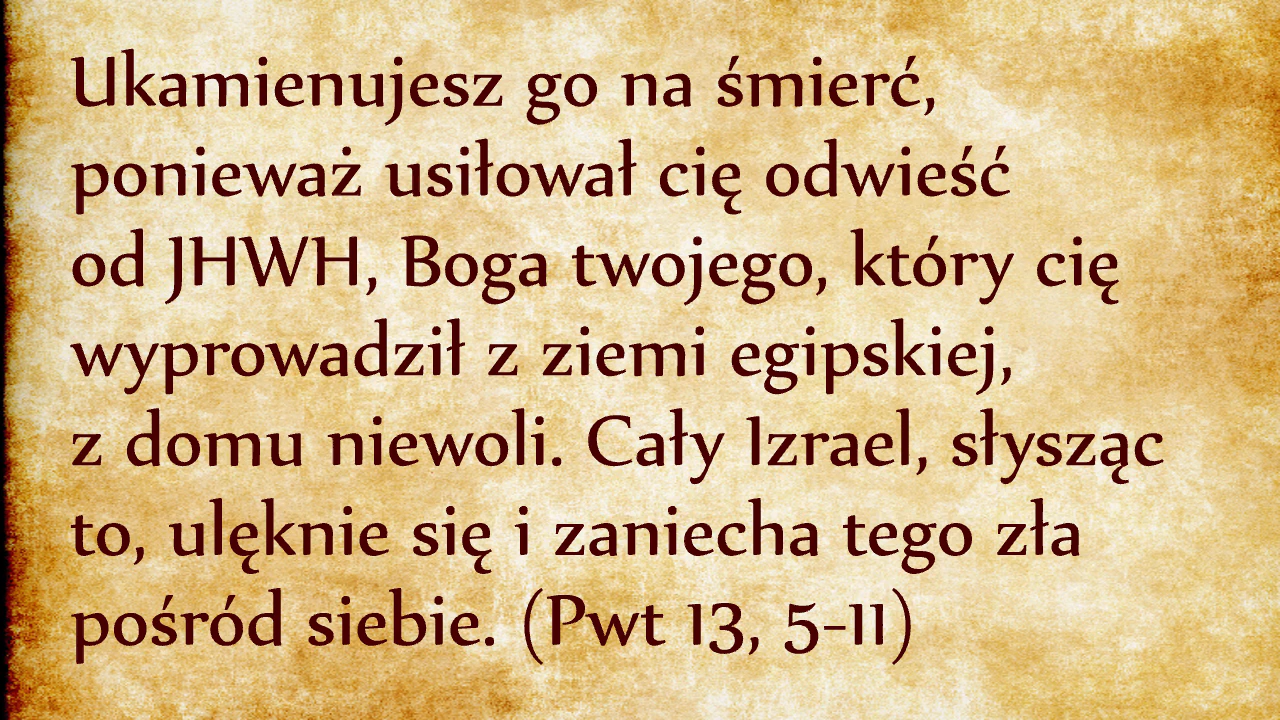 Ukamienujesz go na śmierć,
ponieważ usiłował cię odwieść
od JHWH, Boga twojego, który cię
wyprowadził z ziemi egipskiej,
z domu niewoli. Cały Izrael, słysząc
to, ulęknie się i zaniecha tego zła
pośród siebie. (Pwt 13, 5-11)